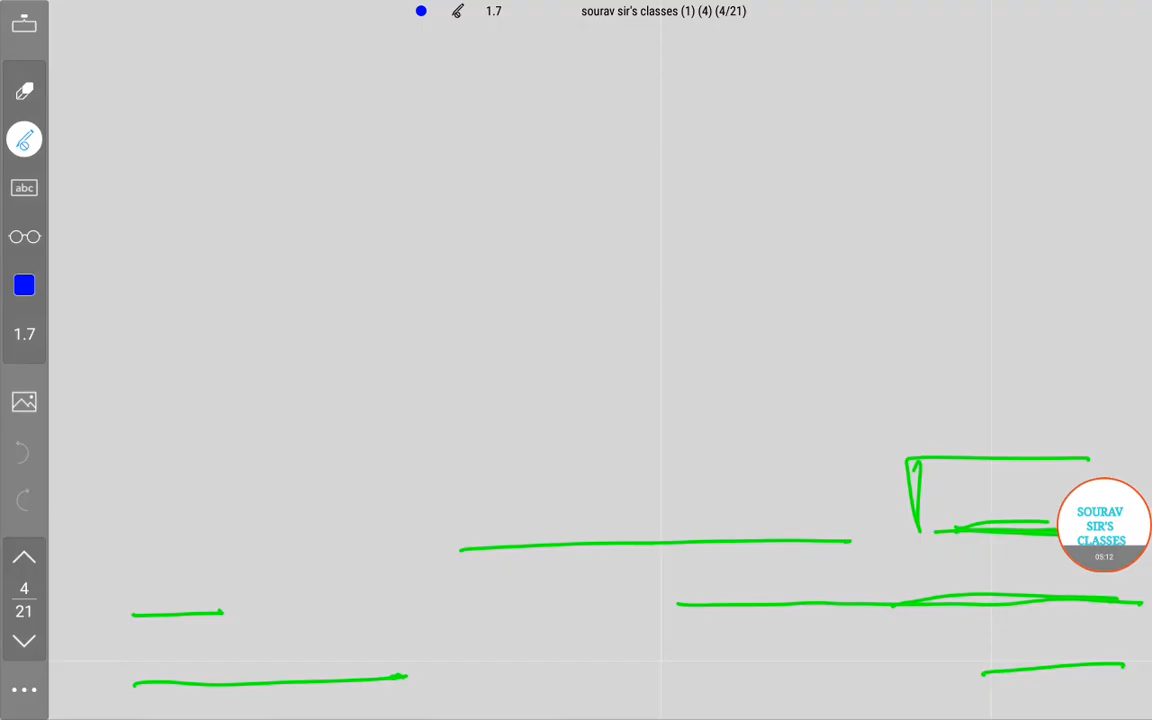 1.7 sourav sir's classes (1) (4) (4/21)
abc
1.7
SOURAV
SIR'S
CLASSES
05:12
4
21